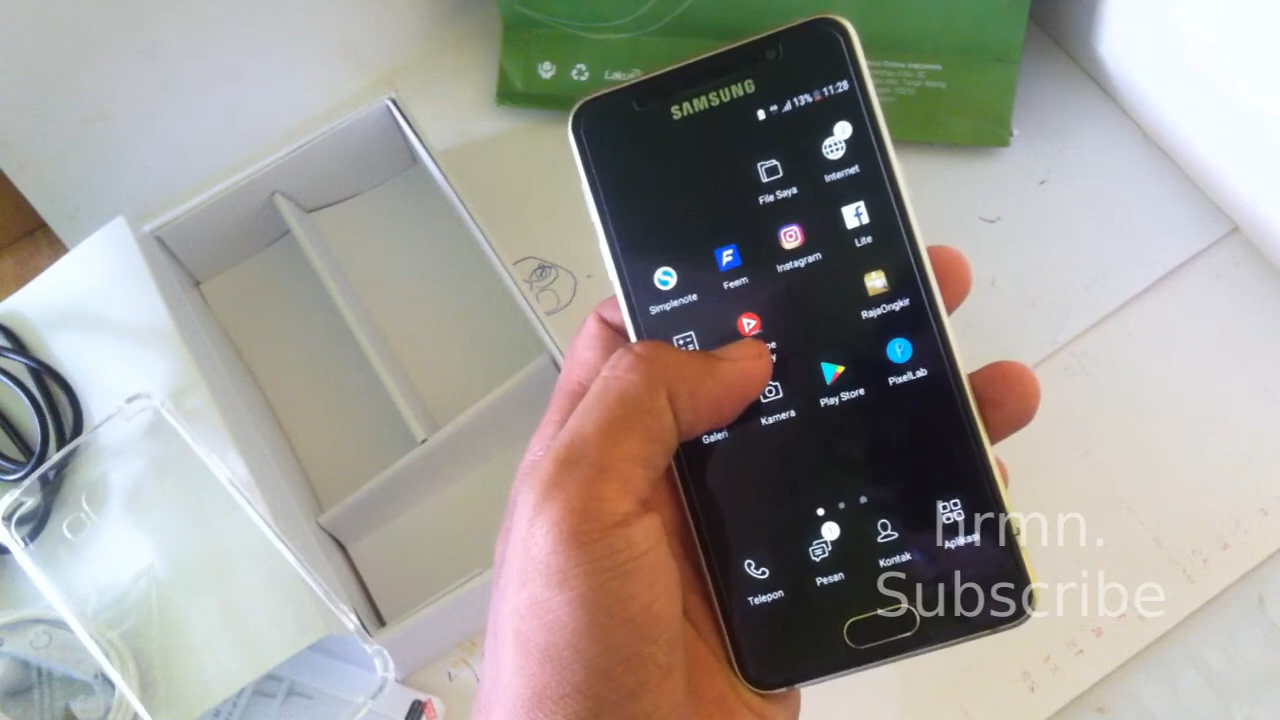 SAMSUNG
13% 11:28
File Saya
Internet
Simplenote
Feem
Instagram
Lite
RajaOngkir
Galeri
Kamera
Play Store
PixelLab
Telepon
Pesan
Kontak
Aplikasi
nrmn.
Subscribe